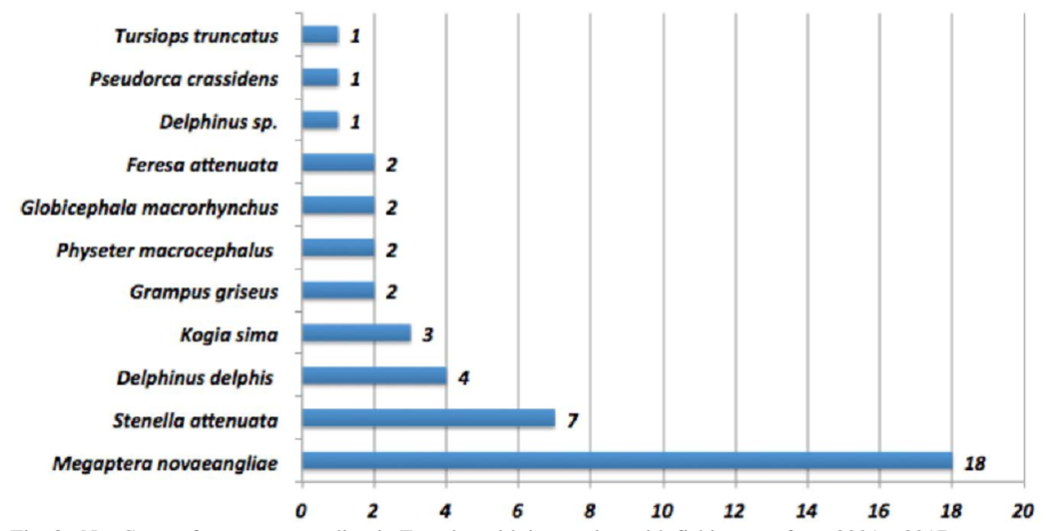 Tursiops truncatus 1
Pseudorca crassidens 1
Delphinus sp. 1
Feresa attenuata 2
Globicephala macrorhynchus 2
Physeter macrocephalus 2
Grampus griseus 2
Kogia sima 3
Delphinus delphis 4
Stenella attenuata 7
Megaptera novaeangliae 18
0 2 4 6 8 10 12 14 16 18 20